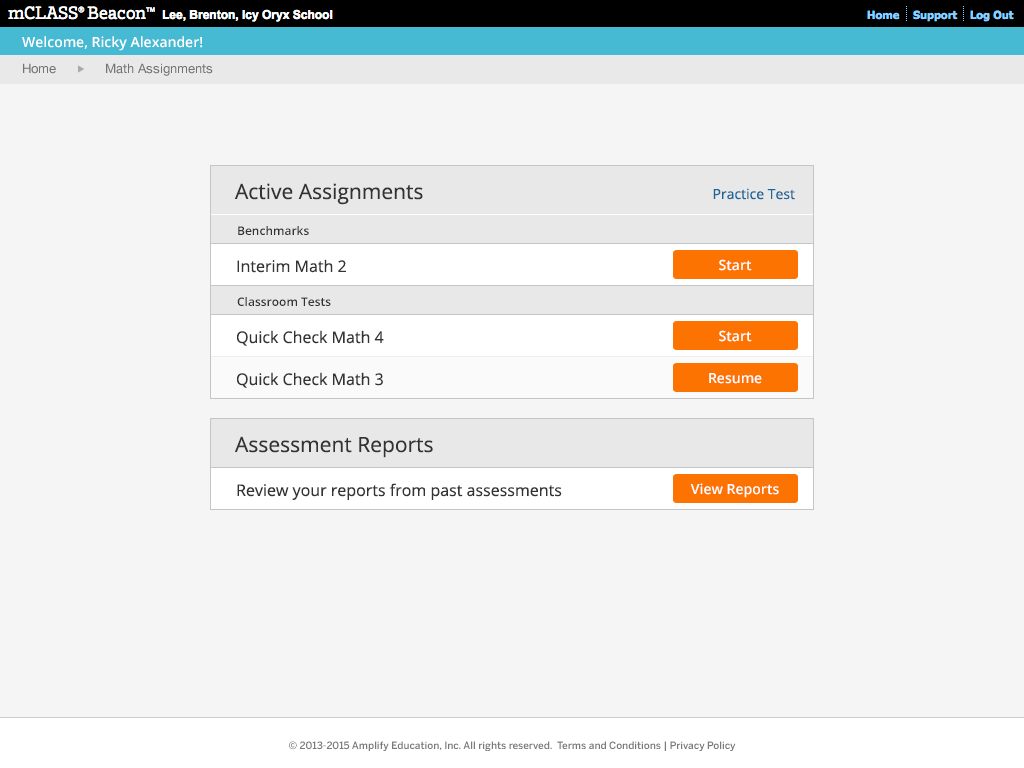 mCLASS® Beacon™ Lee, Brenton, Icy Oryx School Home Support Log Out
Welcome, Ricky Alexander!
Home Math Assignments
Active Assignments Practice Test
Benchmarks
Interim Math 2 Start
Classroom Tests
Quick Check Math 4 Start
Quick Check Math 3 Resume
Assessment Reports
Review your reports from past assessments View Reports
© 2013-2015 Amplify Education, Inc. All rights reserved. Terms and Conditions | Privacy Policy